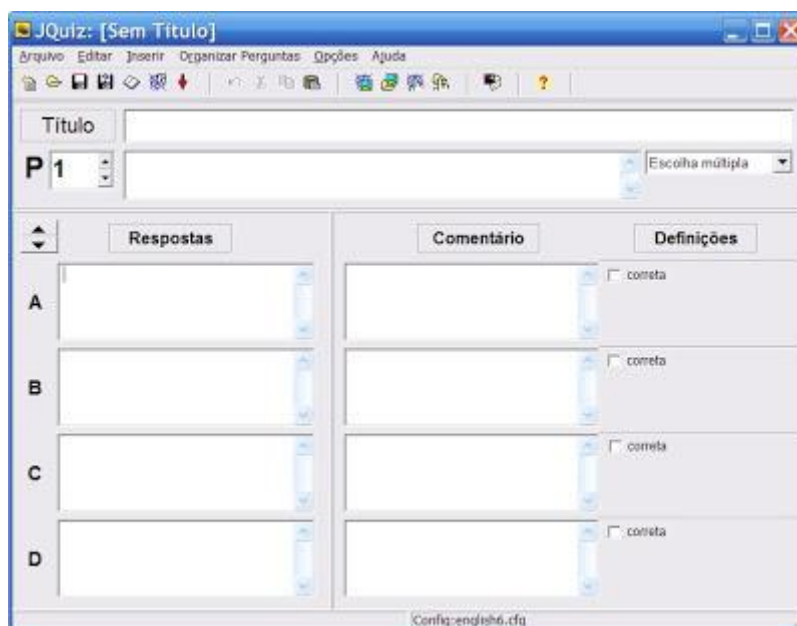 JQuiz: [Sem Título]
Arquivo Editar Inserir Organizar Perguntas Opções Ajuda
?
Título
P 1 Escolha múltipla
Respostas Comentário Definições
A correta
B correta
C correta
D correta
Config:english6.cfg